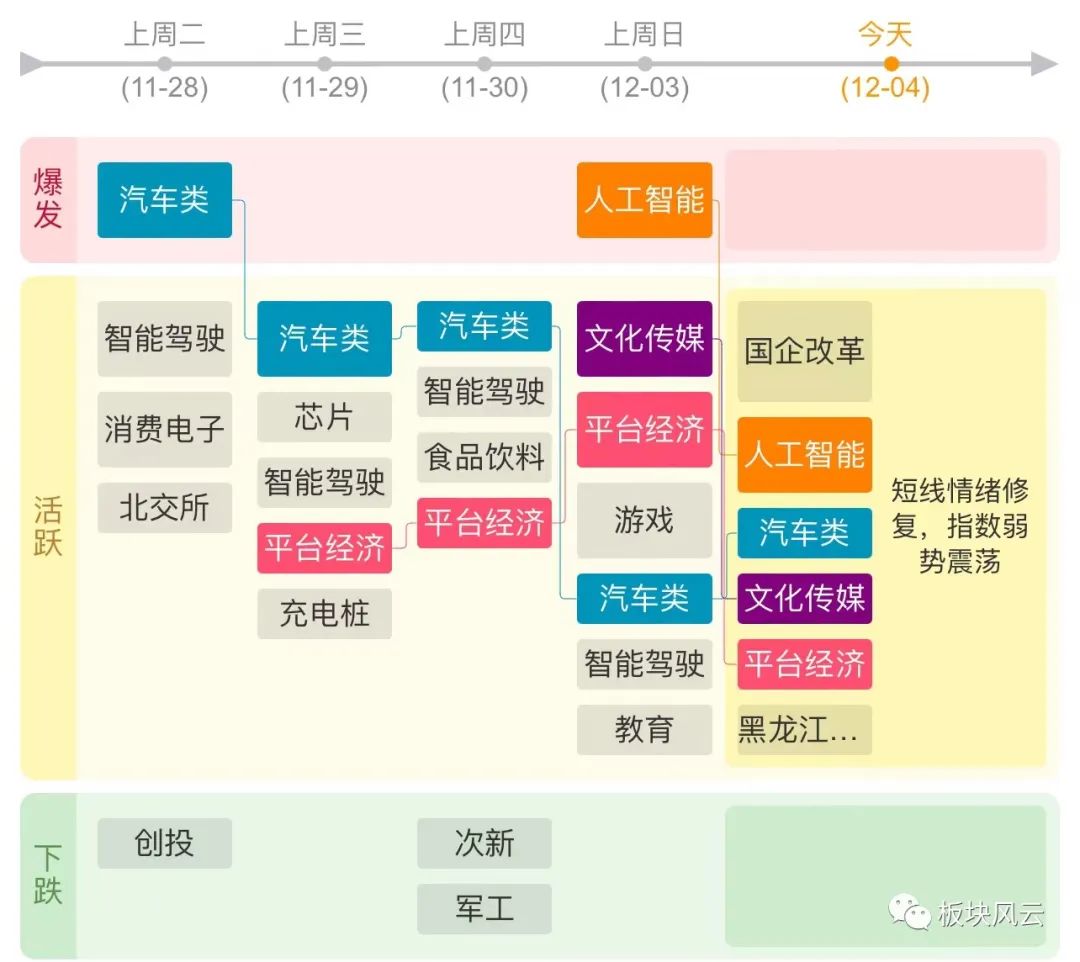 上周二
上周三
上周四
上周日
今天
(11-28)
(11-29)
(11-30)
(12-03)
(12-04)
爆发
汽车类
人工智能
活跃
智能驾驶
消费电子
北交所
汽车类
芯片
智能驾驶
平台经济
充电桩
汽车类
智能驾驶
食品饮料
平台经济
文化传媒
平台经济
游戏
汽车类
智能驾驶
教育
国企改革
人工智能
汽车类
文化传媒
平台经济
黑龙江...
短线情绪修
复，指数弱
势震荡
下跌
创投
次新
军工
板块风云